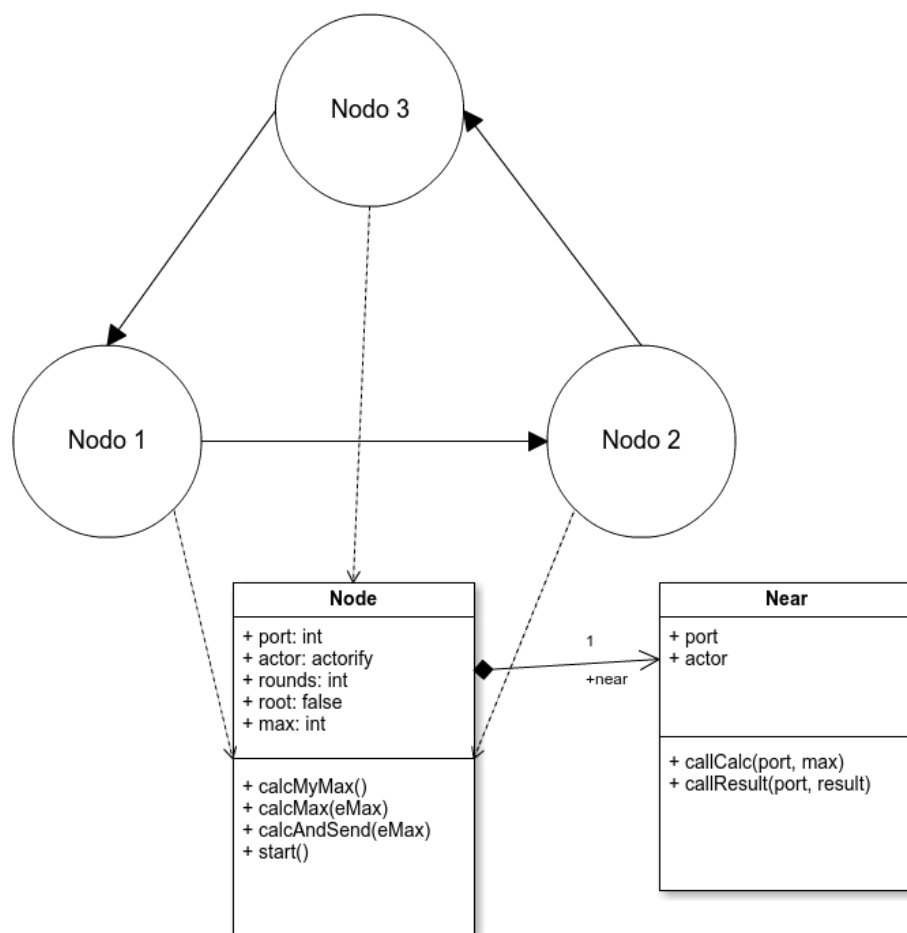 Nodo 3
Nodo 1
Nodo 2
Node
+ port: int
+ actor: actorify
+ rounds: int
+ root: false
+ max: int
+ calcMyMax()
+ calcMax(eMax)
+ calcAndSend(eMax)
+ start()
1
+near
Near
+ port
+ actor
+ callCalc(port, max)
+ callResult(port, result)